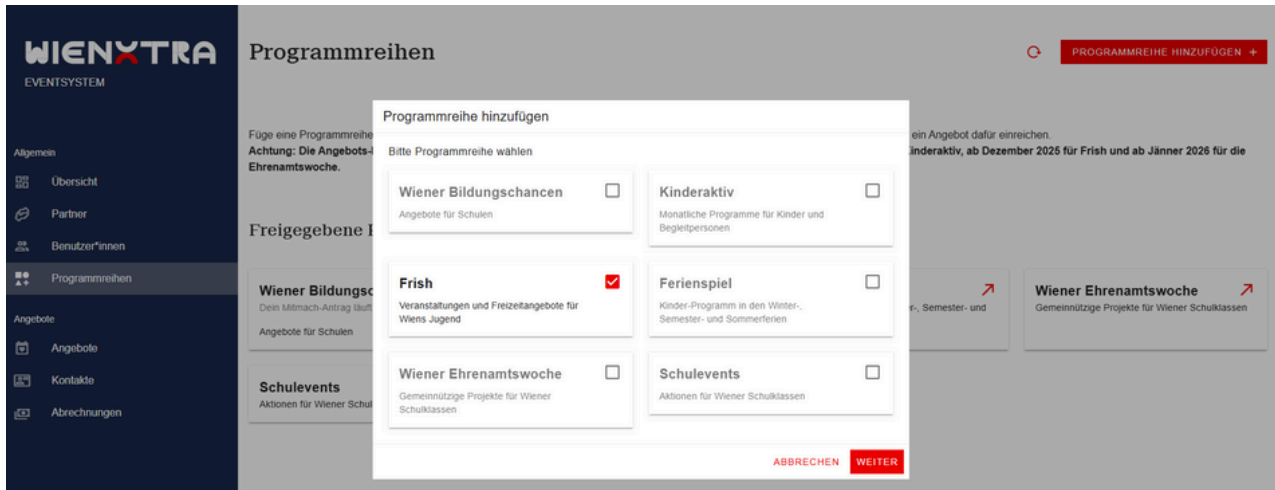 WIENXTRA
EVENTSYSTEM
Allgemein
Übersicht
Partner
Benutzer*innen
Programmreihen
Angebote
Angebote
Kontakte
Abrechnungen
Programmreihen
PROGRAMMREIHE HINZUFÜGEN +
Füge eine Programmreihe
ein Angebot dafür einreichen.
Achtung: Die Angebots-
inderaktiv, ab Dezember 2025 für Frish und ab Jänner 2026 für die
Ehrenamtswoche.
Freigegebene
Wiener Bildungsc
Dein Mitmach-Antrag läuft
Angebote für Schulen
r-, Semester- und
Wiener Ehrenamtswoche
Gemeinnützige Projekte für Wiener Schulklassen
Schulevents
Aktionen für Wiener Schul
Programmreihe hinzufügen
Bitte Programmreihe wählen
Wiener Bildungschancen
Angebote für Schulen
Kinderaktiv
Monatliche Programme für Kinder und
Begleitpersonen
Frish
Veranstaltungen und Freizeitangebote für
Wiens Jugend
Ferienspiel
Kinder-Programm in den Winter-,
Semester- und Sommerferien
Wiener Ehrenamtswoche
Gemeinnützige Projekte für Wiener
Schulklassen
Schulevents
Aktionen für Wiener Schulklassen
ABBRECHEN
WEITER